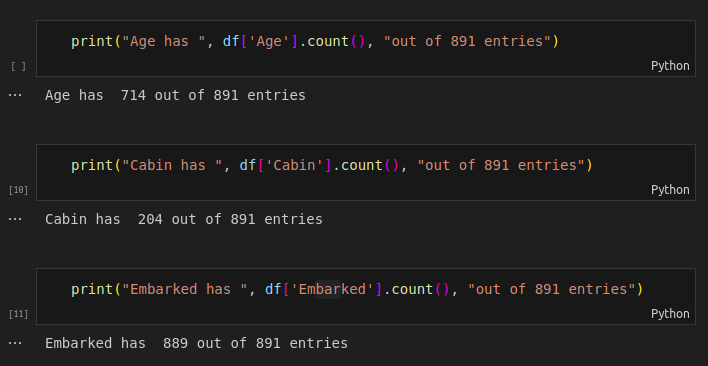 print("Age has ", df['Age'].count(), "out of 891 entries")
[ ]
Python
... Age has  714 out of 891 entries
print("Cabin has ", df['Cabin'].count(), "out of 891 entries")
[10]
Python
... Cabin has  204 out of 891 entries
print("Embarked has ", df['Embarked'].count(), "out of 891 entries")
[11]
Python
... Embarked has  889 out of 891 entries